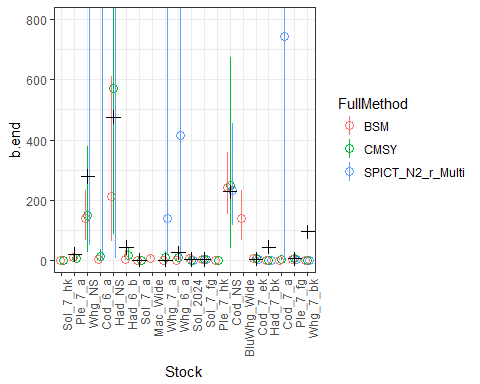 800
600
400
200
0
b.end
Sol_7_hk
Ple_7_a
Whg_NS
Cod_6_a
Had_NS
Had_6_b
Sol_7_a
Mac_Wide
Whg_7_a
Whg_6_a
Sol_2024
Sol_7_fg
Ple_7_hk
Cod_NS
BluWhg_Wide
Cod_7_ek
Had_7_bk
Cod_7_a
Ple_7_fg
Whg_7_bk
Stock
FullMethod
BSM
CMSY
SPICT_N2_r_Multi